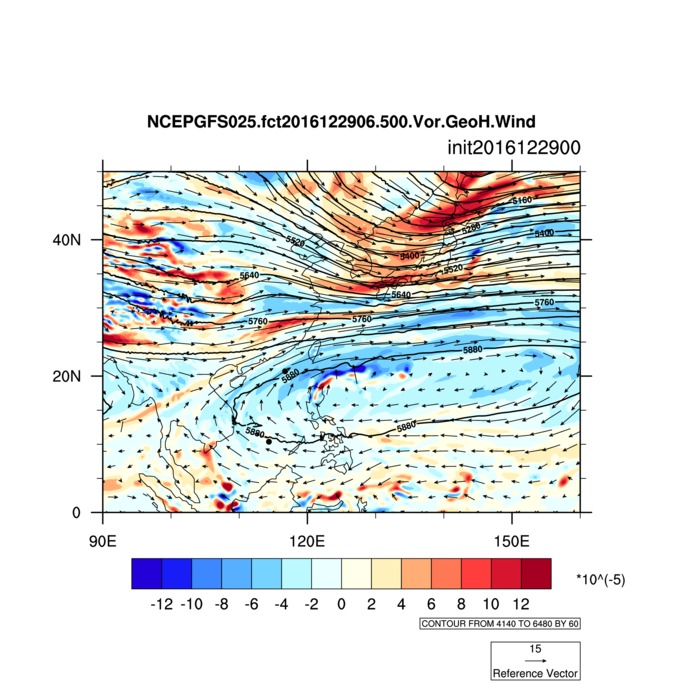 NCEPGFS025.fct2016122906.500.Vor.GeoH.Wind
init2016122900
5160
5280
5400
5520
5400
5520
5640
5640
5760
5760
5760
5880
5880
5880
5880
40N
20N
0
90E 120E 150E
-12 -10 -8 -6 -4 -2 0 2 4 6 8 10 12
*10^(-5)
CONTOUR FROM 4140 TO 6480 BY 60
15
Reference Vector